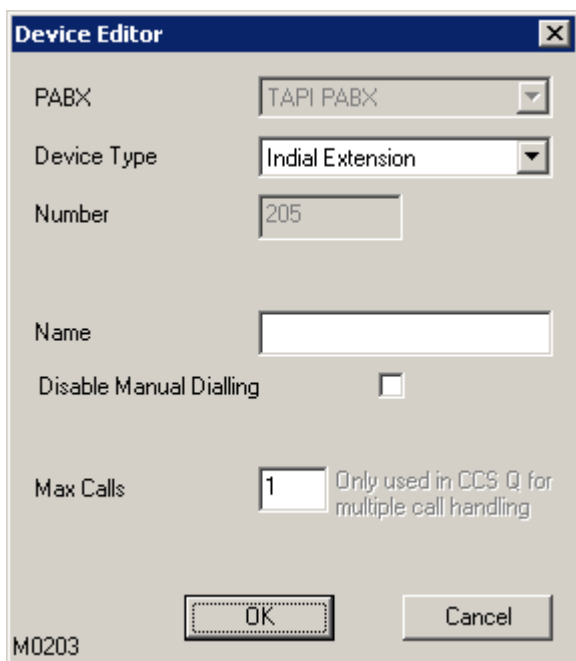 Device Editor
PABX TAPI PABX
Device Type Indial Extension
Number 205
Name
Disable Manual Dialling
Max Calls 1 Only used in CCS Q for
multiple call handling
OK Cancel
M0203